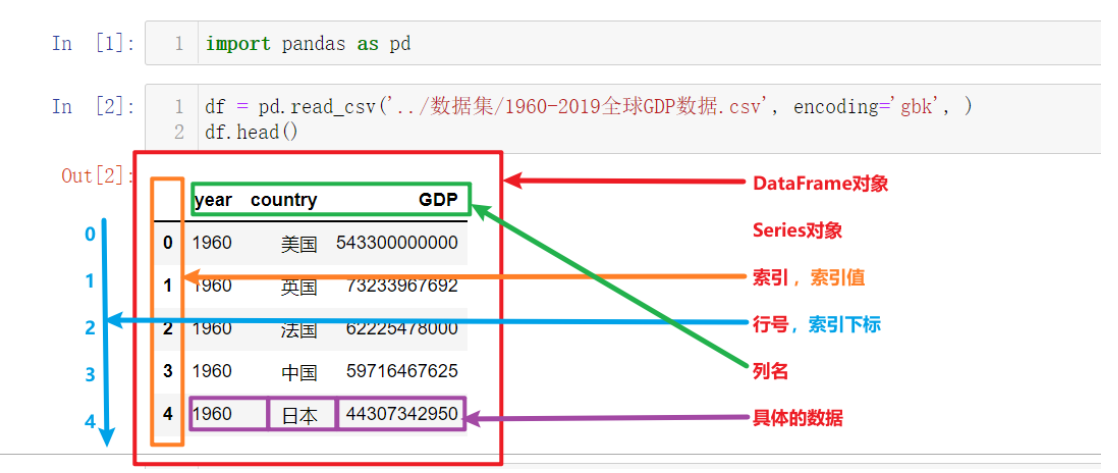 In [1]:
1 import pandas as pd
In [2]:
1 df = pd.read_csv('../数据集/1960-2019全球GDP数据.csv', encoding='gbk', )
2 df.head()
Out[2]:
year country GDP
0 1960 美国 543300000000
1 1960 英国 73233967692
2 1960 法国 62225478000
3 1960 中国 59716467625
4 1960 日本 44307342950
0
1
2
3
4
DataFrame对象
Series对象
索引，索引值
行号，索引下标
列名
具体的数据